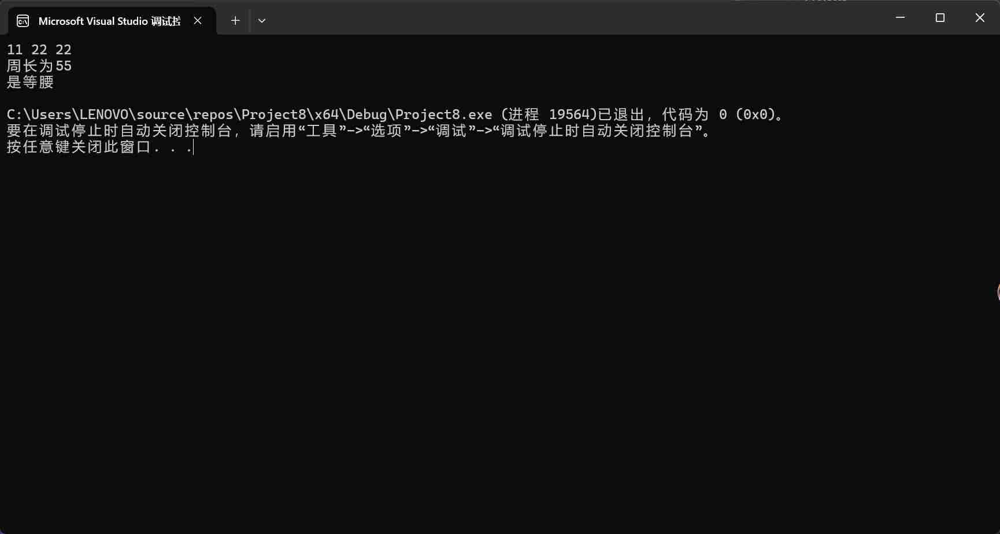 Microsoft Visual Studio 调试控
11 22 22
周长为55
是等腰
C:\Users\LENOVO\source\repos\Project8\x64\Debug\Project8.exe (进程 19564)已退出，代码为 0 (0x0)。
要在调试停止时自动关闭控制台，请启用“工具”->“选项”->“调试”->“调试停止时自动关闭控制台”。
按任意键关闭此窗口. . .